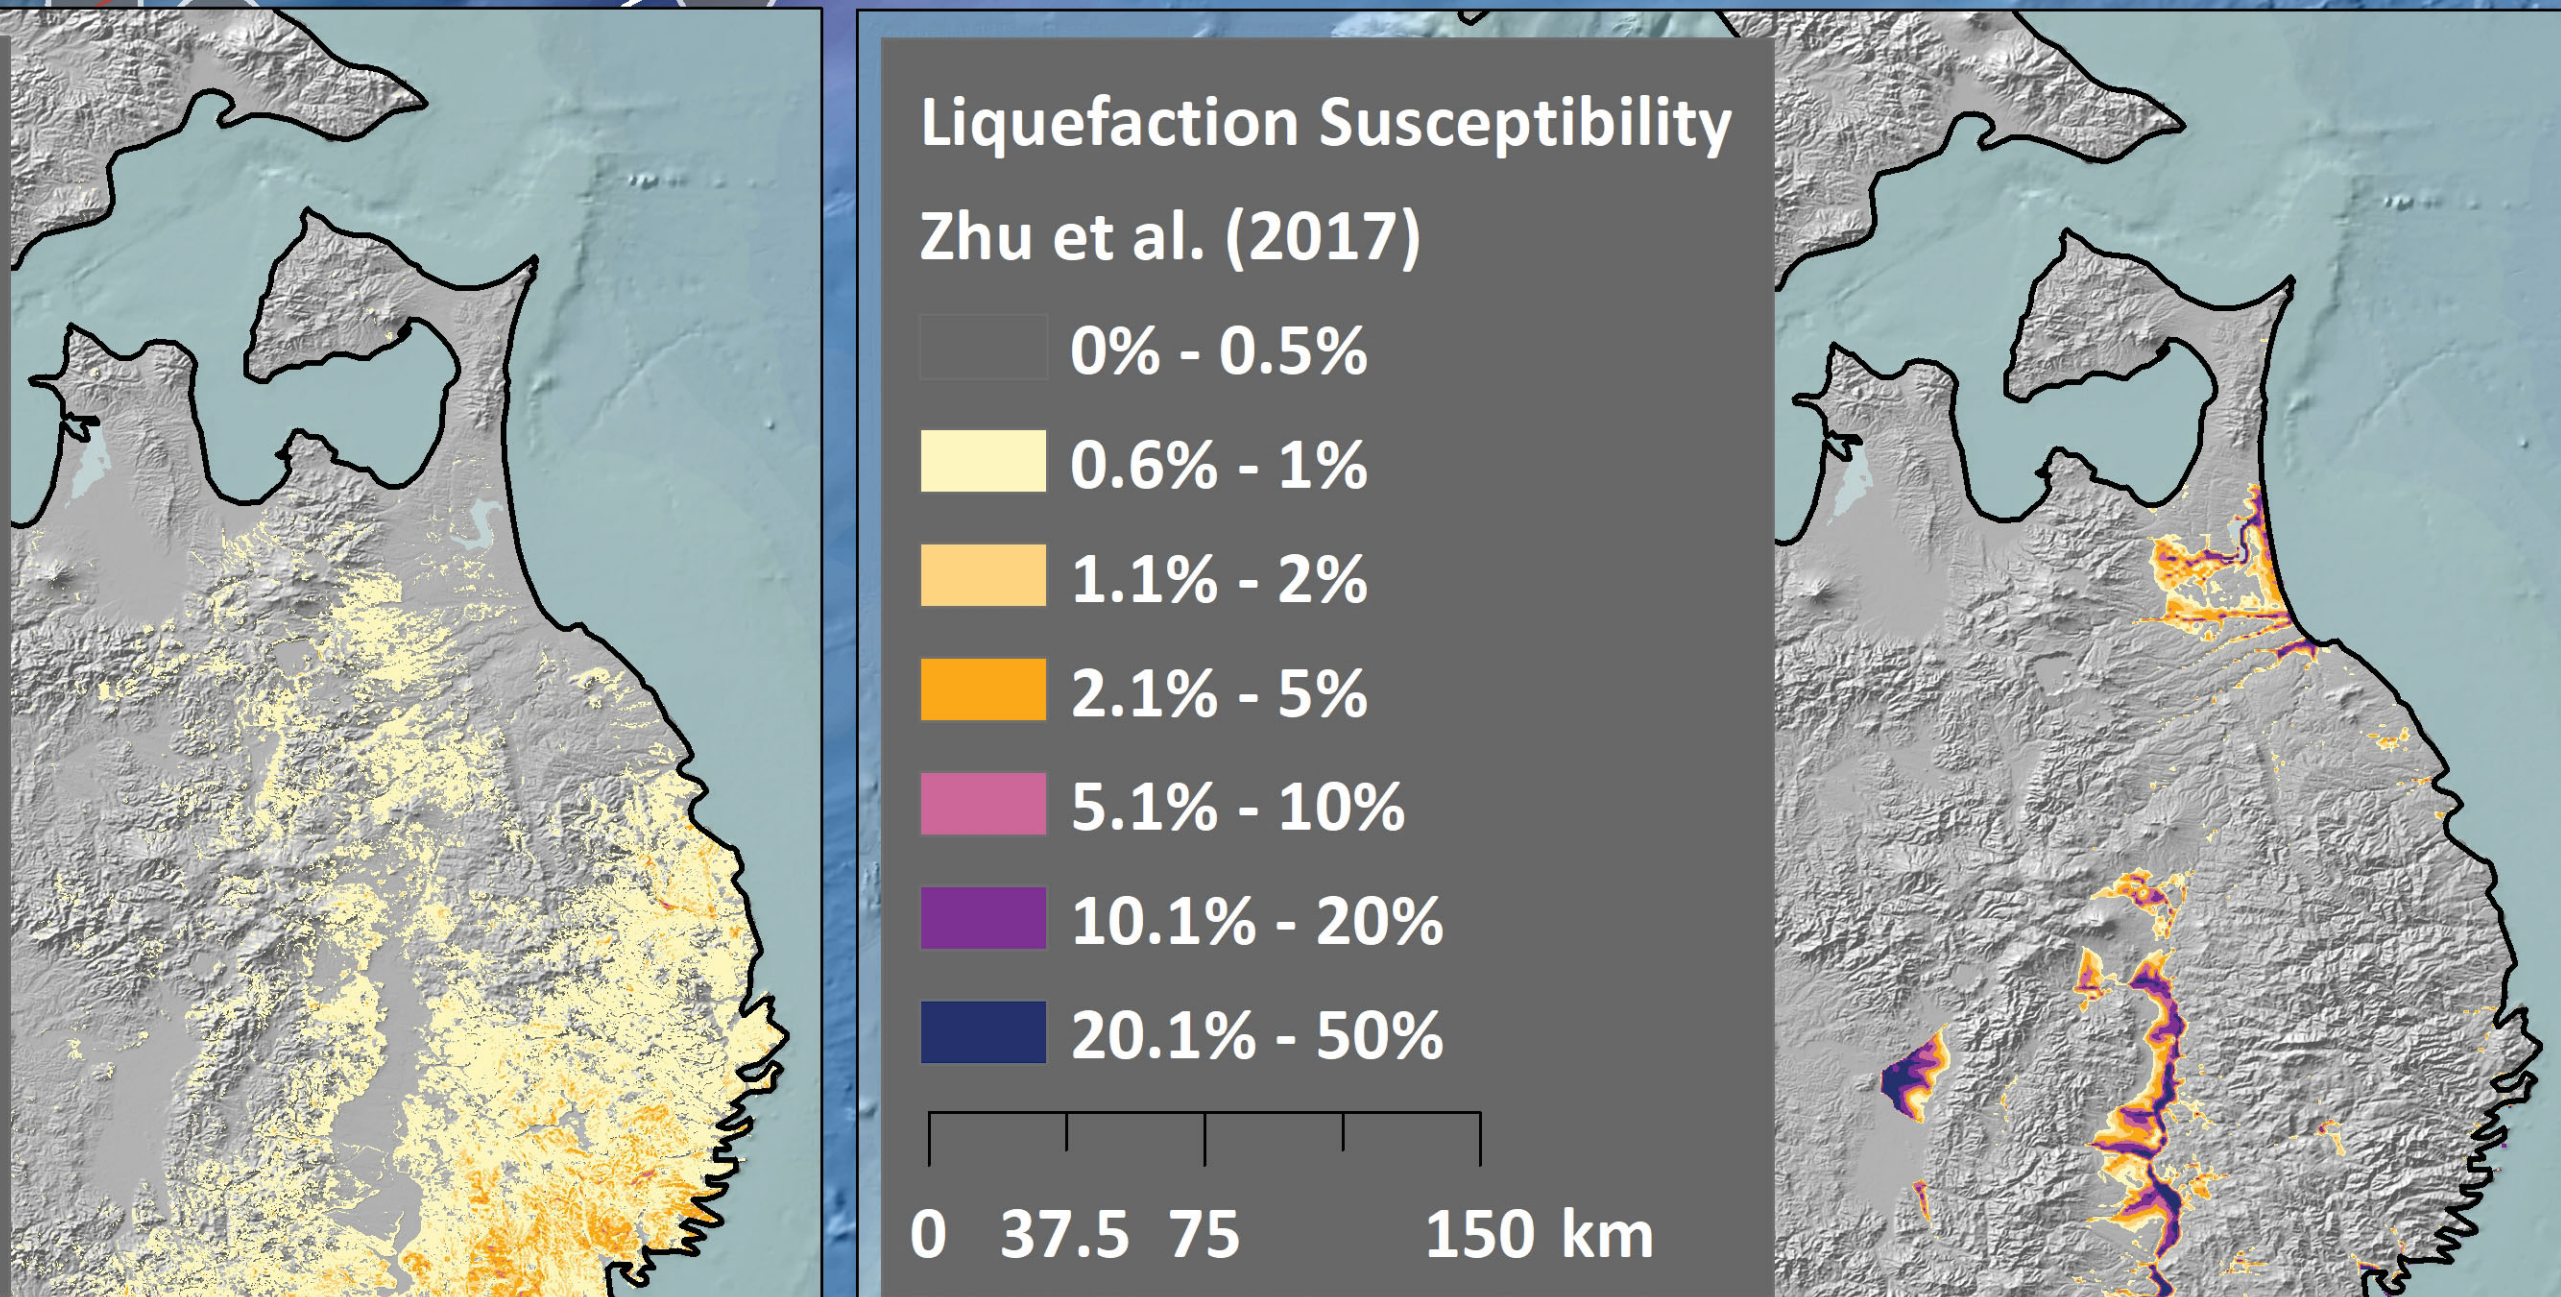 Liquefaction Susceptibility
Zhu et al. (2017)
0% - 0.5%
0.6% - 1%
1.1% - 2%
2.1% - 5%
5.1% - 10%
10.1% - 20%
20.1% - 50%
0 37.5 75 150 km